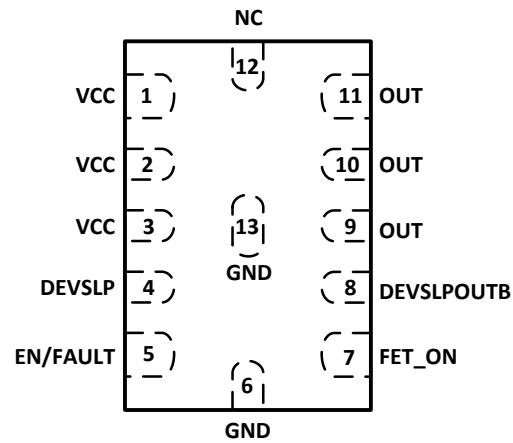 NC
12
VCC 1 11 OUT
VCC 2 10 OUT
VCC 3 13 9 OUT
GND
DEVSLP 4 8 DEVSLPOUTB
EN/FAULT 5 7 FET_ON
6
GND